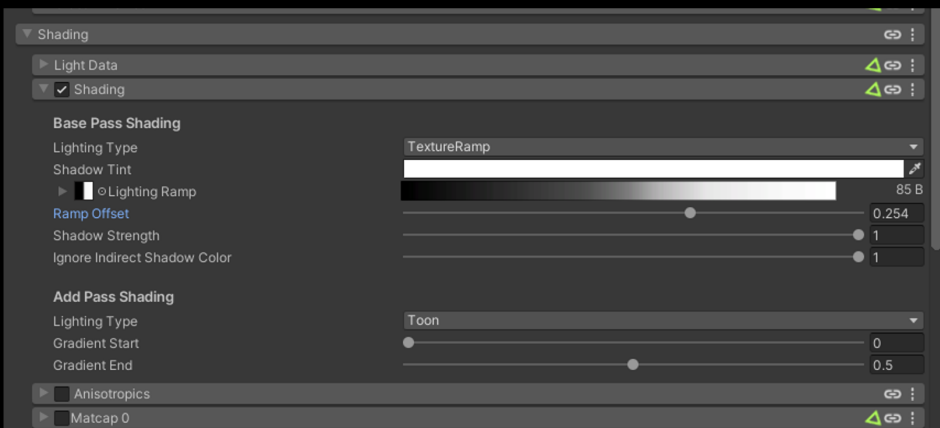 Shading
Light Data
Shading
Base Pass Shading
Lighting Type TextureRamp
Shadow Tint
Lighting Ramp 85 B
Ramp Offset 0.254
Shadow Strength 1
Ignore Indirect Shadow Color 1
Add Pass Shading
Lighting Type Toon
Gradient Start 0
Gradient End 0.5
Anisotropics
Matcap 0